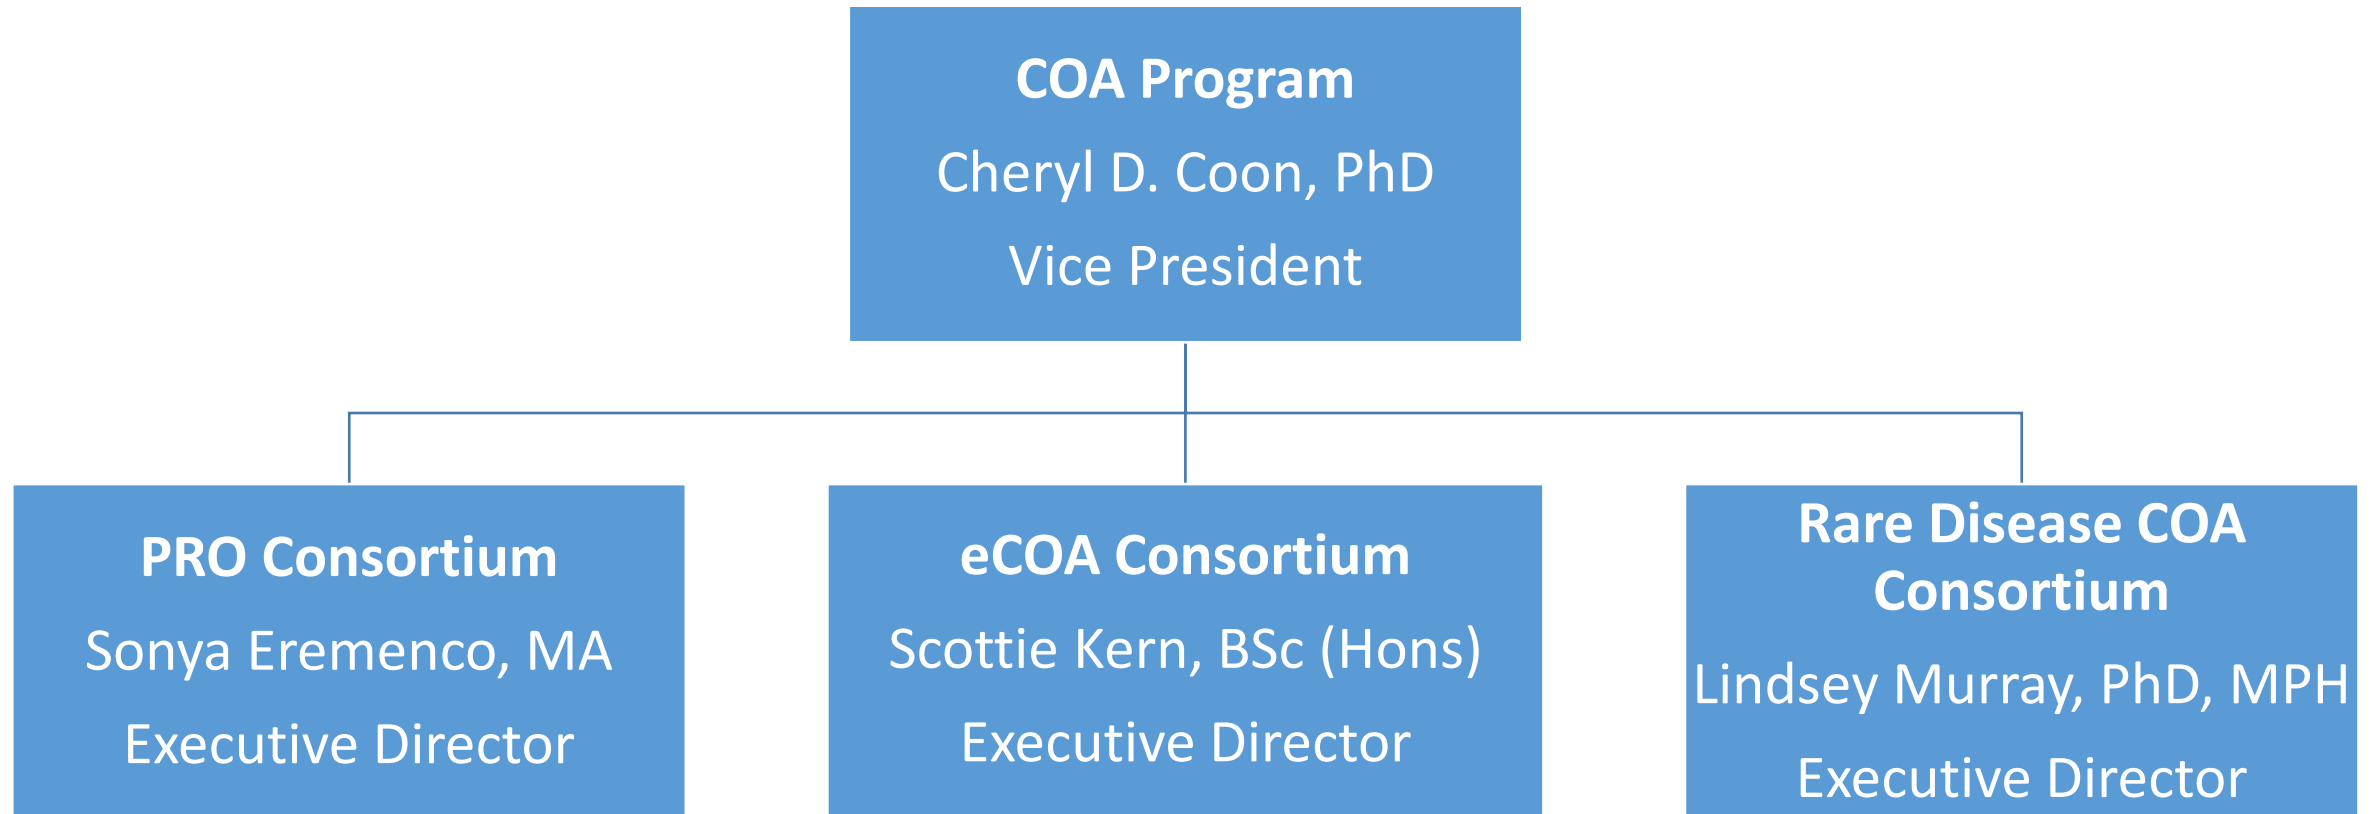 COA Program
Cheryl D. Coon, PhD
Vice President
PRO Consortium
Sonya Eremenco, MA
Executive Director
eCOA Consortium
Scottie Kern, BSc (Hons)
Executive Director
Rare Disease COA
Consortium
Lindsey Murray, PhD, MPH
Executive Director